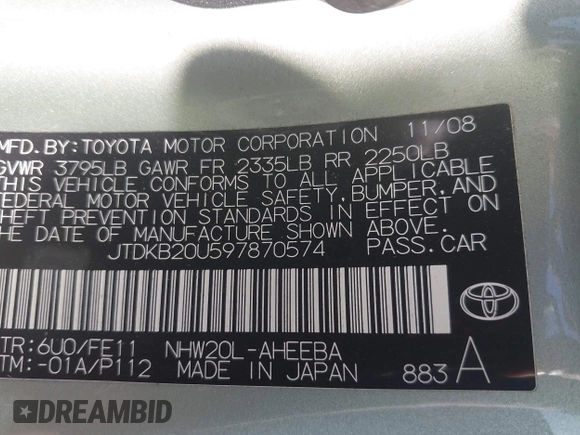 MFD. BY: TOYOTA MOTOR CORPORATION 11/08
GVWR 3795LB GAWR FR 2335LB RR 2250LB
THIS VEHICLE CONFORMS TO ALL APPLICABLE
FEDERAL MOTOR VEHICLE SAFETY, BUMPER, AND
THEFT PREVENTION STANDARDS IN EFFECT ON
THE DATE OF MANUFACTURE SHOWN ABOVE.
JTDKB20U597870574 PASS. CAR
TR: 6U0/FE11 NHW20L-AHEEBA
TM: -01A/P112 MADE IN JAPAN 883 A
TOYOTA
DREAMBID